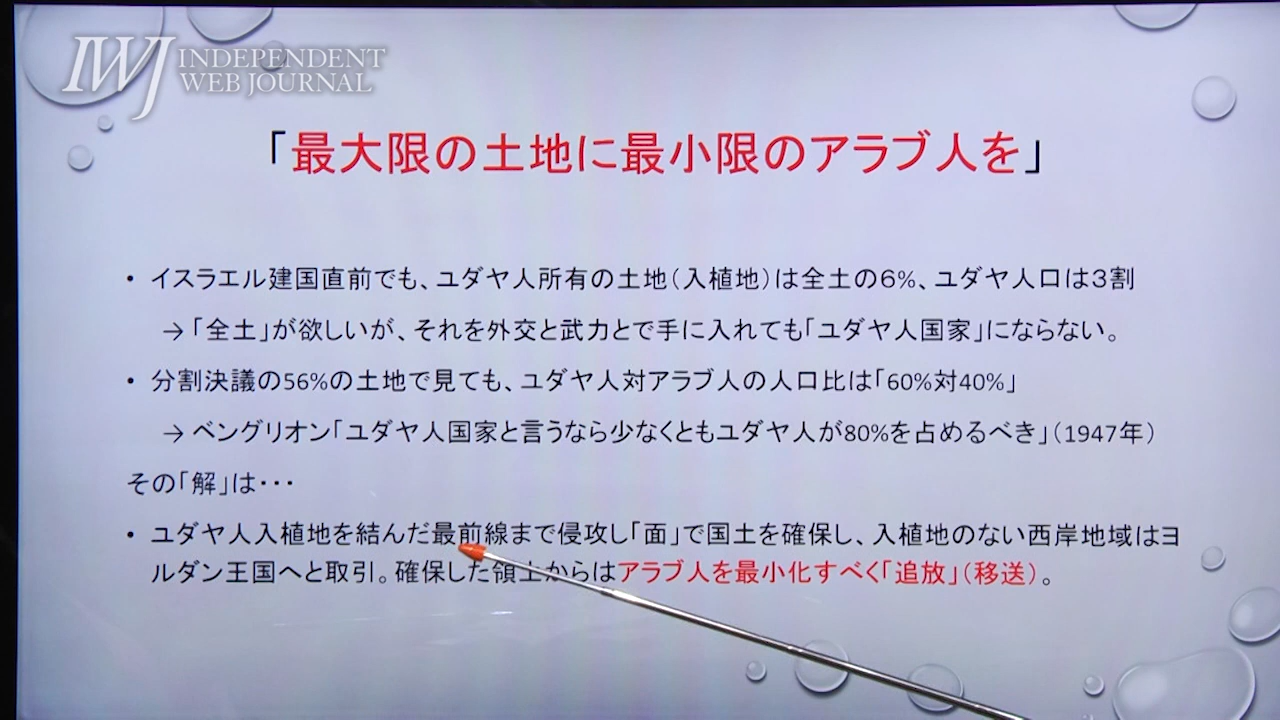 IWJ INDEPENDENT
WEB JOURNAL
「最大限の土地に最小限のアラブ人を」
• イスラエル建国直前でも、ユダヤ人所有の土地（入植地）は全土の6%、ユダヤ人口は３割
→「全土」が欲しいが、それを外交と武力とで手に入れても「ユダヤ人国家」にならない。
• 分割決議の56%の土地で見ても、ユダヤ人対アラブ人の人口比は「60%対40%」
→ ベングリオン「ユダヤ人国家と言うなら少なくともユダヤ人が80%を占めるべき」（1947年）
その「解」は・・・
• ユダヤ人入植地を結んだ最前線まで侵攻し「面」で国土を確保し、入植地のない西岸地域はヨ
ルダン王国へと取引。確保した領土からはアラブ人を最小化すべく「追放」（移送）。